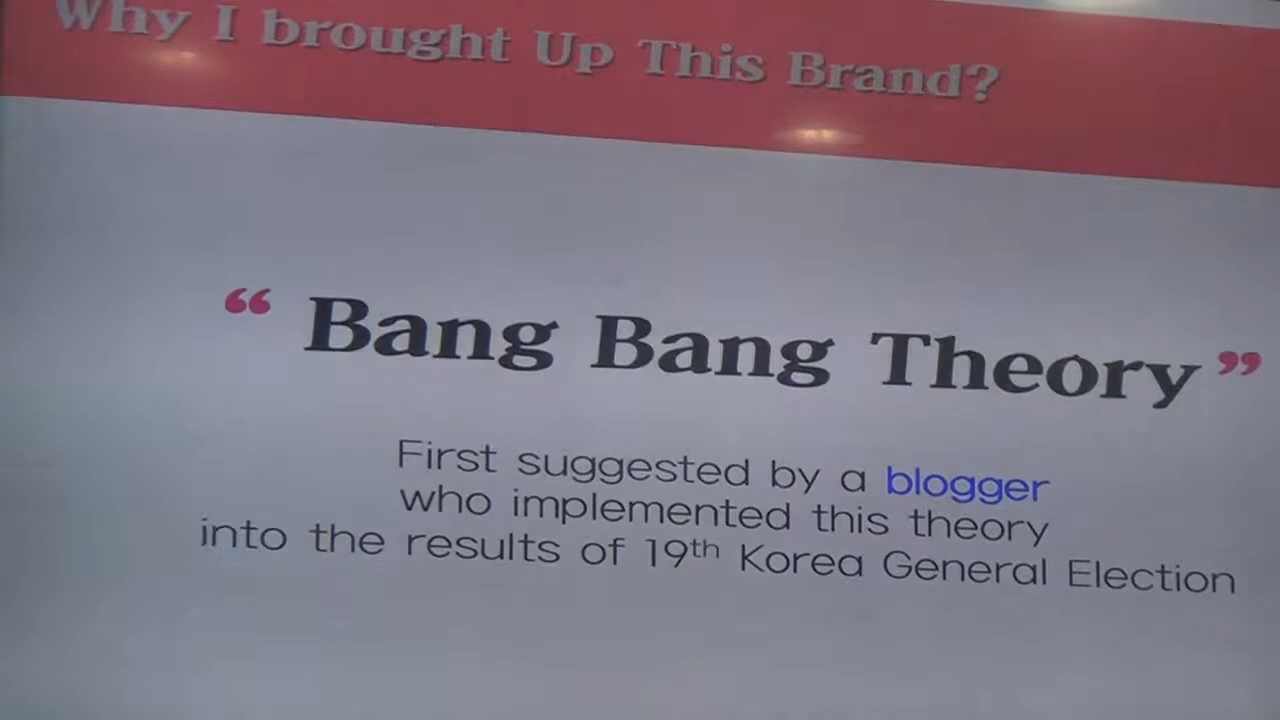 Why I brought Up This Brand?
“ Bang Bang Theory ”
First suggested by a blogger
who implemented this theory
into the results of 19th Korea General Election